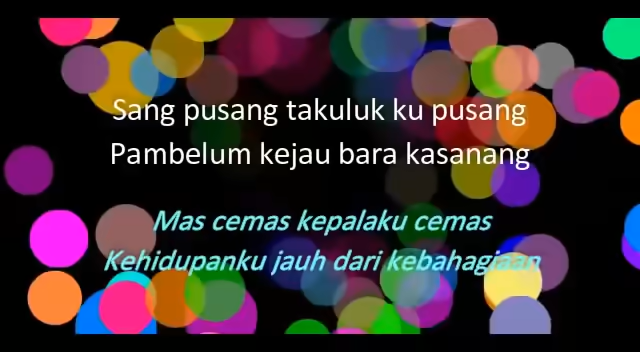 Sang pusang takuluk ku pusang
Pambelum kejau bara kasanang
Mas cemas kepalaku cemas
Kehidupanku jauh dari kebahagiaan